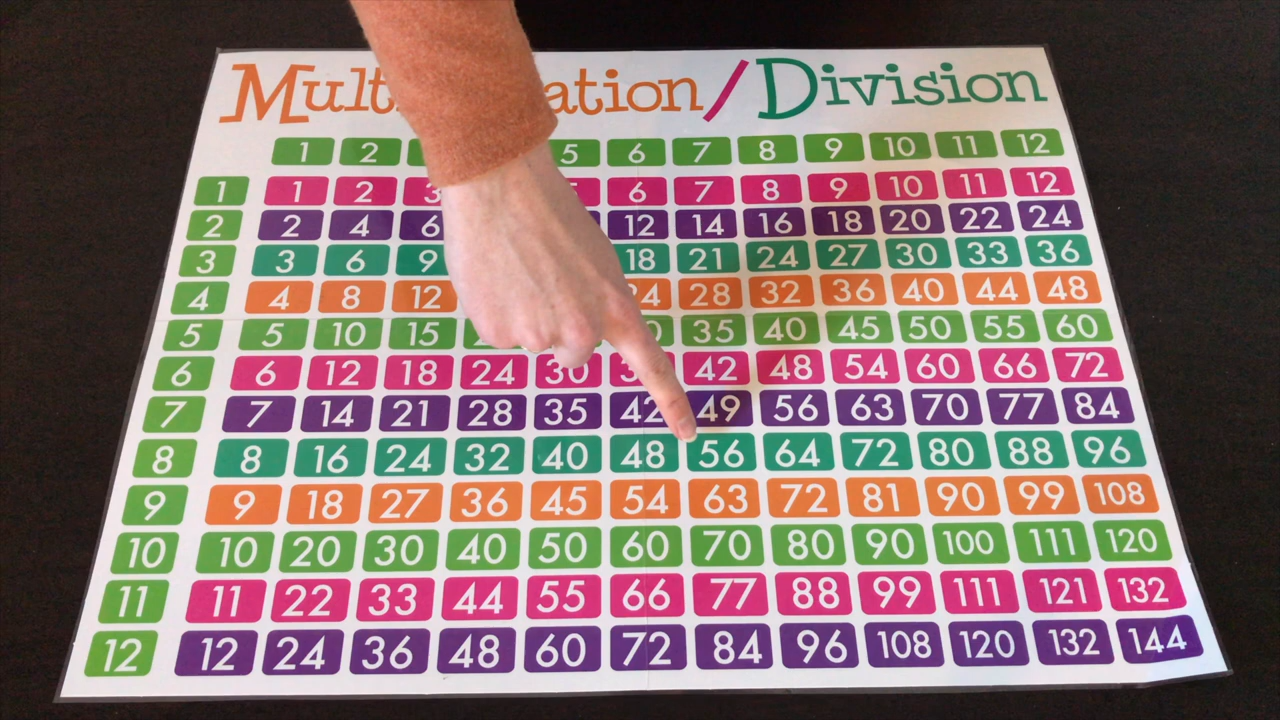 Mult ation/Division
1 2 5 6 7 8 9 10 11 12
1 1 2 3 6 7 8 9 10 11 12
2 2 4 6 12 14 16 18 20 22 24
3 3 6 9 18 21 24 27 30 33 36
4 4 8 12 24 28 32 36 40 44 48
5 5 10 15 35 40 45 50 55 60
6 6 12 18 24 30 42 48 54 60 66 72
7 7 14 21 28 35 42 49 56 63 70 77 84
8 8 16 24 32 40 48 56 64 72 80 88 96
9 9 18 27 36 45 54 63 72 81 90 99 108
10 10 20 30 40 50 60 70 80 90 100 111 120
11 11 22 33 44 55 66 77 88 99 111 121 132
12 12 24 36 48 60 72 84 96 108 120 132 144